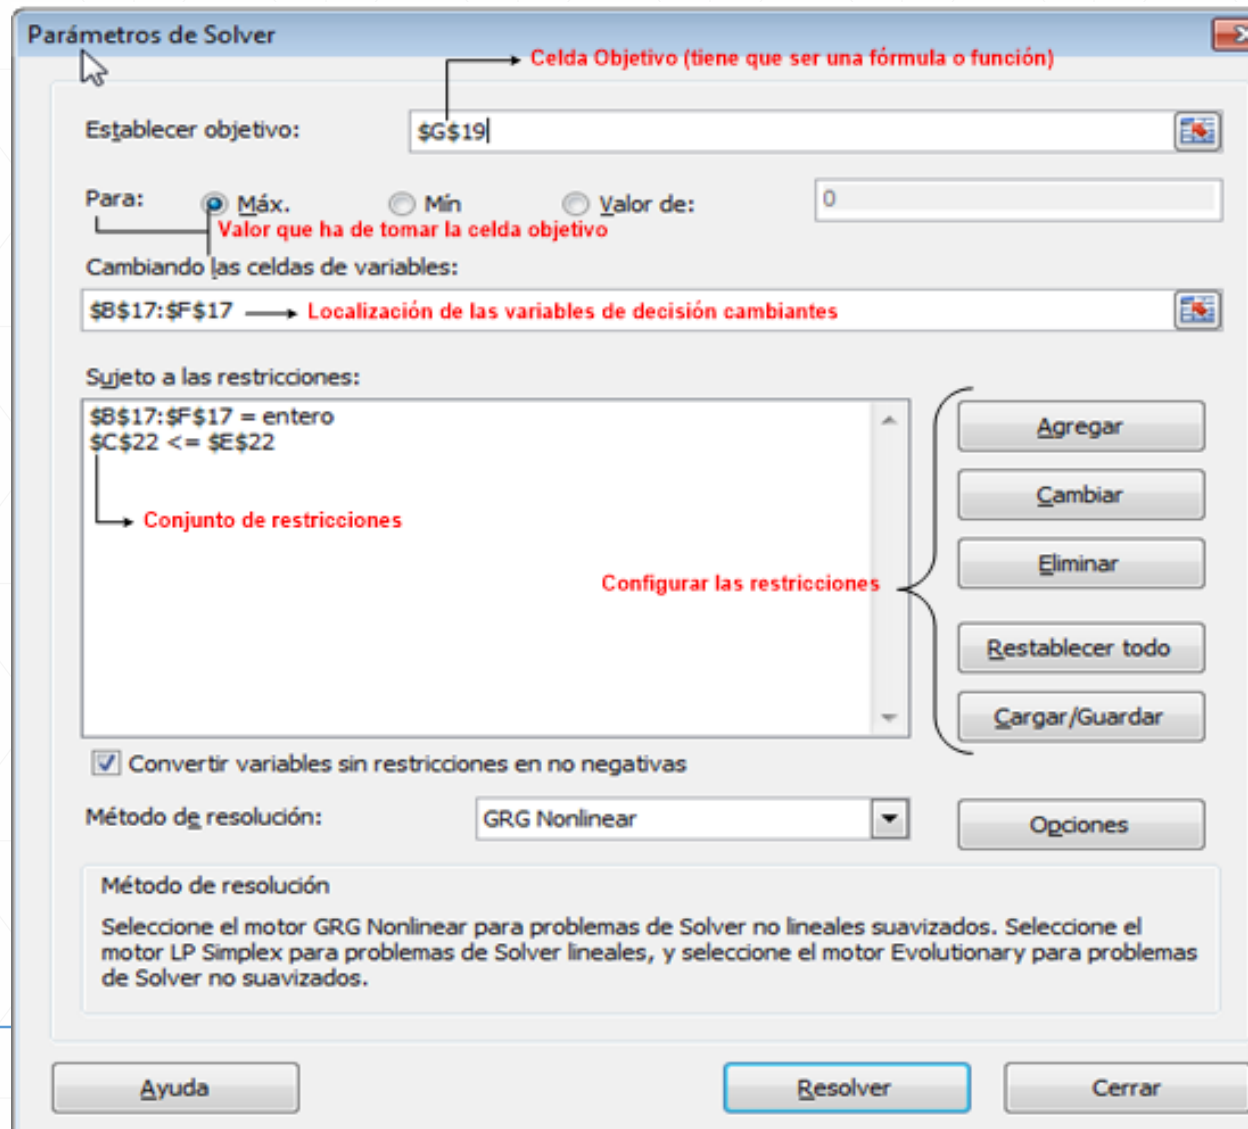 Parámetros de Solver
Celda Objetivo (tiene que ser una fórmula o función)
Establecer objetivo: $G$19
Para: Máx. Mín Valor de: 0
Valor que ha de tomar la celda objetivo
Cambiando las celdas de variables:
$B$17:$F$17 Localización de las variables de decisión cambiantes
Sujeto a las restricciones:
$B$17:$F$17 = entero
$C$22 <= $E$22
Conjunto de restricciones
Configurar las restricciones
Agregar
Cambiar
Eliminar
Restablecer todo
Cargar/Guardar
Convertir variables sin restricciones en no negativas
Método de resolución: GRG Nonlinear Opciones
Método de resolución
Seleccione el motor GRG Nonlinear para problemas de Solver no lineales suavizados. Seleccione el
motor LP Simplex para problemas de Solver lineales, y seleccione el motor Evolutionary para problemas
de Solver no suavizados.
Ayuda Resolver Cerrar